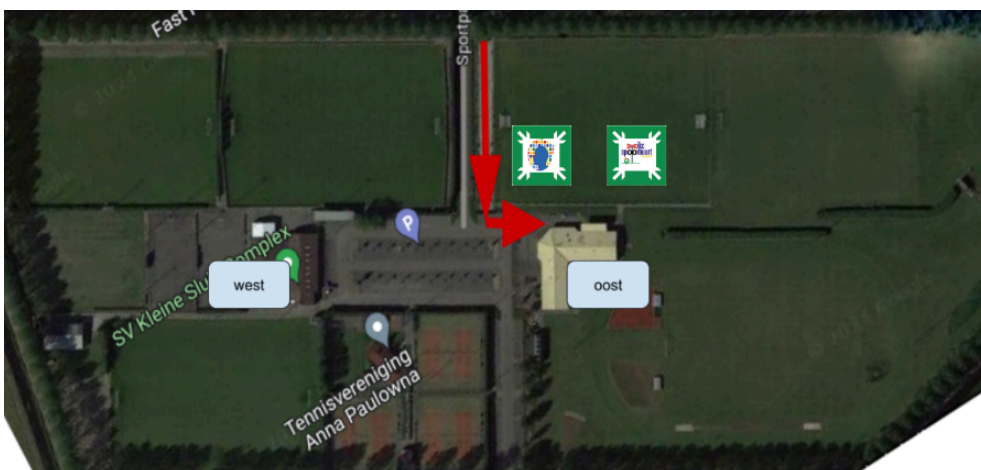 Fast
Sportp
P
SV Kleine Sluis Complex
west
oost
Tennisvereniging
Anna Paulowna